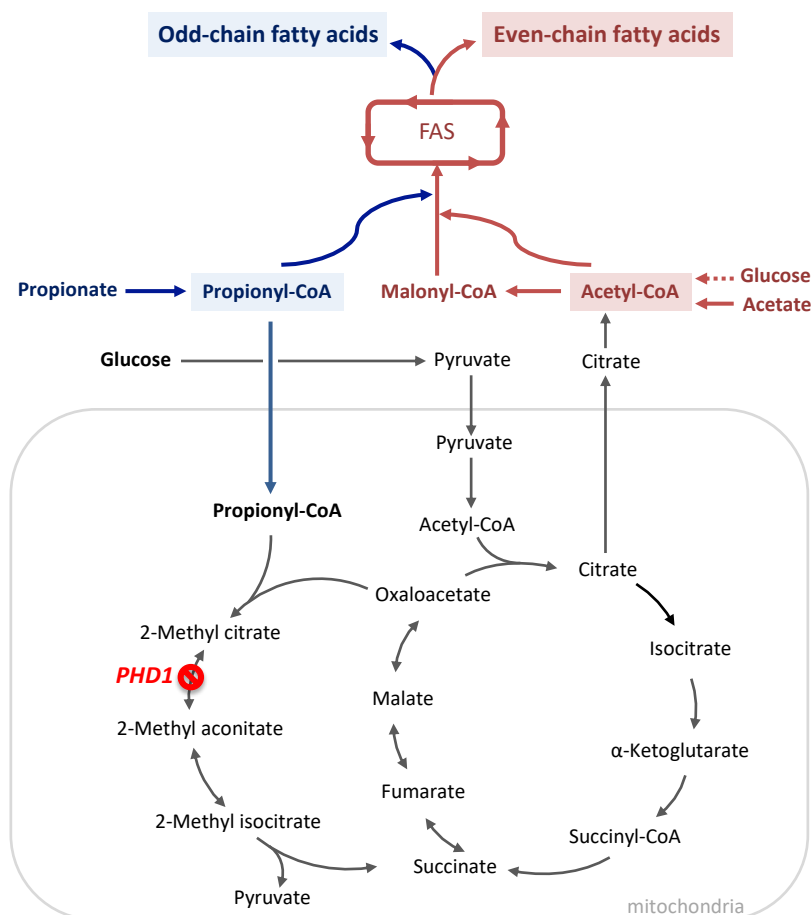 Odd-chain fatty acids
Even-chain fatty acids
FAS
Propionate
Propionyl-CoA
Malonyl-CoA
Acetyl-CoA
Glucose
Acetate
Glucose
Pyruvate
Citrate
Pyruvate
Propionyl-CoA
Acetyl-CoA
Citrate
Oxaloacetate
2-Methyl citrate
Isocitrate
PHD1
Malate
2-Methyl aconitate
α-Ketoglutarate
Fumarate
2-Methyl isocitrate
Succinyl-CoA
Succinate
Pyruvate
mitochondria